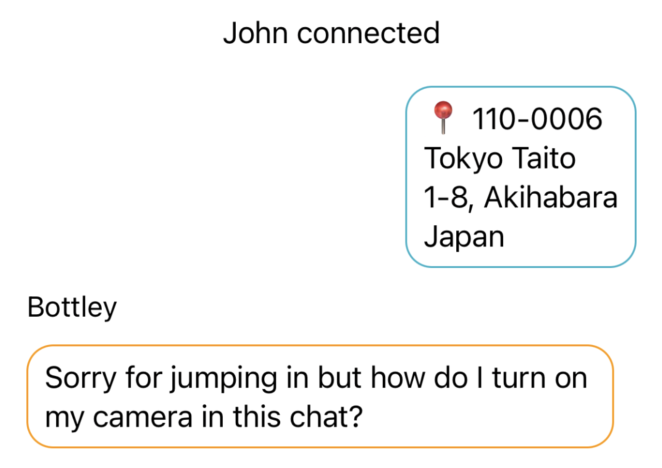 John connected
📍 110-0006
Tokyo Taito
1-8, Akihabara
Japan
Bottley
Sorry for jumping in but how do I turn on
my camera in this chat?